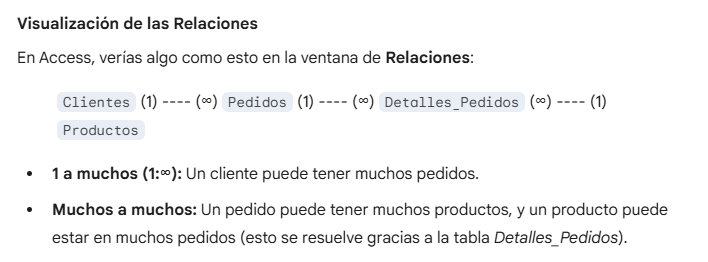 Visualización de las Relaciones
En Access, verías algo como esto en la ventana de Relaciones:
Clientes (1) ---- (∞) Pedidos (1) ---- (∞) Detalles_Pedidos (∞) ---- (1)
Productos
• 1 a muchos (1:∞): Un cliente puede tener muchos pedidos.
• Muchos a muchos: Un pedido puede tener muchos productos, y un producto puede
estar en muchos pedidos (esto se resuelve gracias a la tabla Detalles_Pedidos).